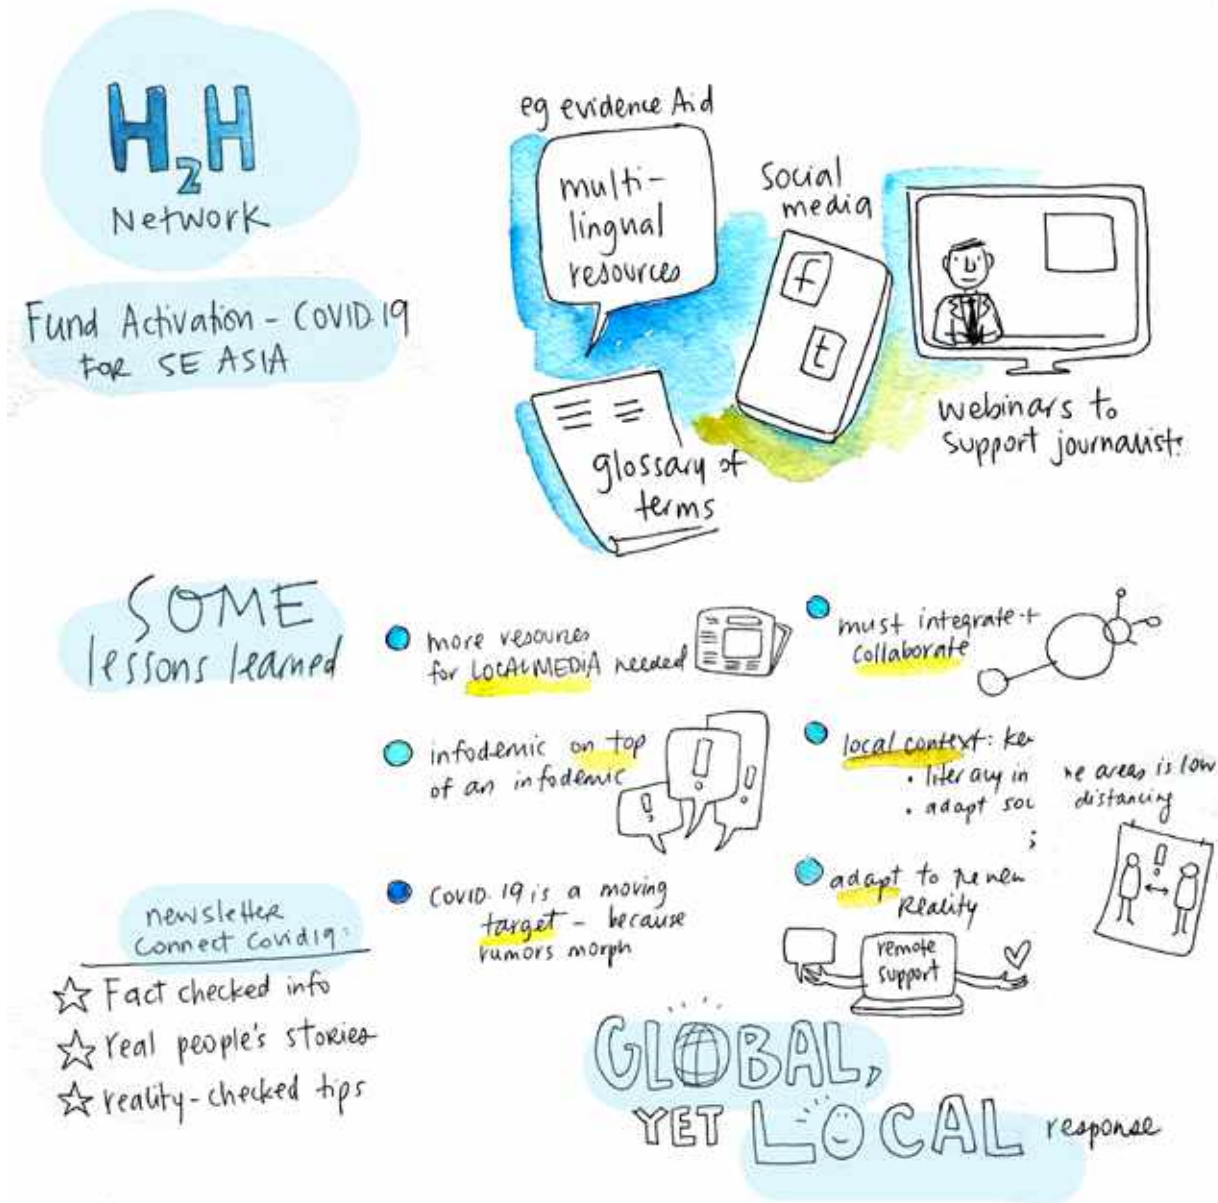 H2H
Network
Fund Activation - COVID 19
FOR SE ASIA
eg evidence Aid
multi-
lingual
resources
social
media
f
t
webinars to
support journalists
glossary of
terms
SOME
lessons learned
more resources
for LOCAL MEDIA needed
must integrate +
collaborate
infodemic on top
of an infodemic
local context:
• literacy in
• adapt
areas is low
distancing
COVID.19 is a moving
target - because
rumors morph
adapt to the new
Reality
remote
support
newsletter
Connect Covid19:
Fact checked info
real people's stories
reality-checked tips
GLOBAL,
YET LOCAL response